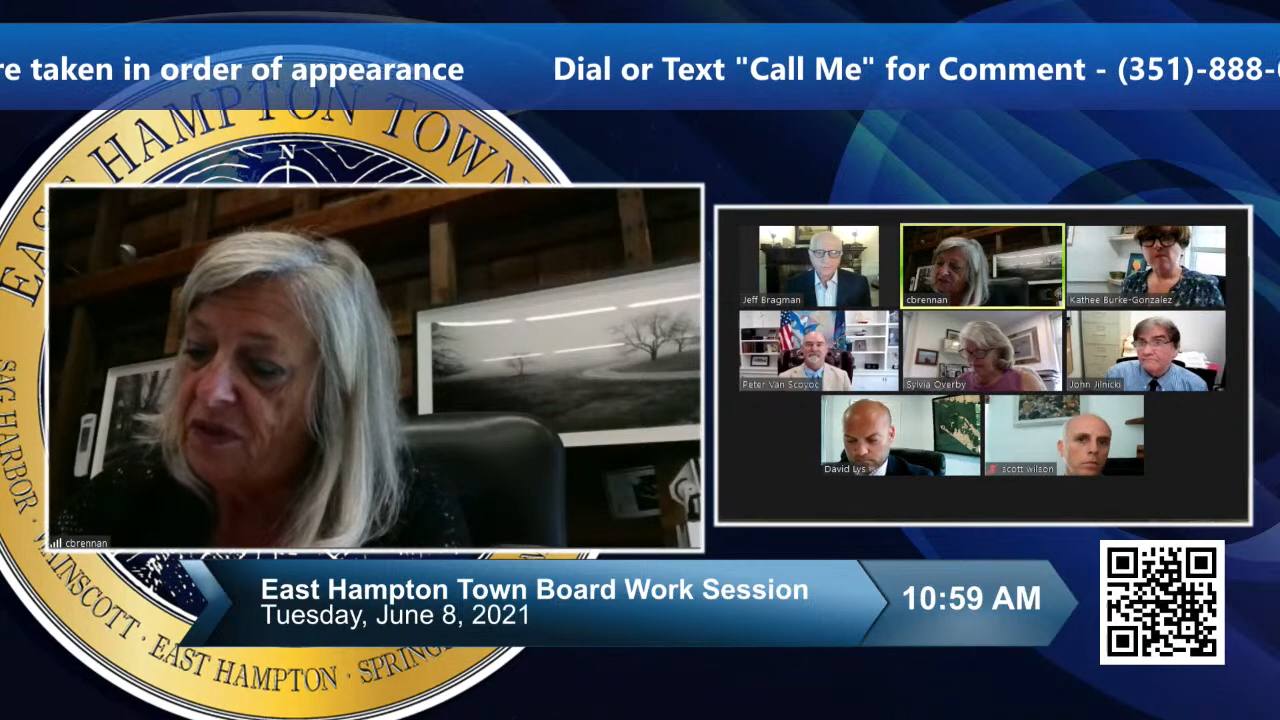 re taken in order of appearance
Dial or Text "Call Me" for Comment - (351)-888-
EAST HAMPTON TOWN
N
SAG HARBOR · WAINSCOTT · EAST HAMPTON · SPRING
cbrennan
Jeff Bragman
cbrennan
Kathee Burke-Gonzalez
Peter Van Scoyoc
Sylvia Overby
John Jilnicki
David Lys
scott wilson
East Hampton Town Board Work Session
Tuesday, June 8, 2021
10:59 AM